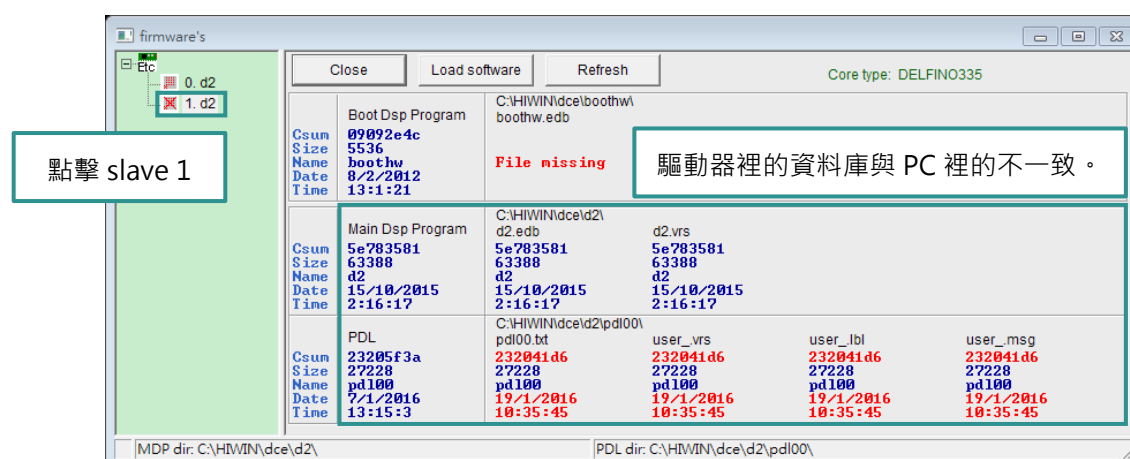 firmware's
Etc
0. d2
1. d2
點擊 slave 1
Close Load software Refresh Core type: DELFINO335
Boot Dsp Program C:\HIWIN\dce\boothw\
boothw.edb
Csum 09092e4c
Size 5536
Name boothw File missing
Date 8/2/2012
Time 13:1:21
驅動器裡的資料庫與 PC 裡的不一致。
C:\HIWIN\dce\d2\
Main Dsp Program d2.edb d2.vrs
Csum 5e783581 5e783581 5e783581
Size 63388 63388 63388
Name d2 d2 d2
Date 15/10/2015 15/10/2015 15/10/2015
Time 2:16:17 2:16:17 2:16:17
C:\HIWIN\dce\d2\pdl00\
PDL pdl00.txt user_.vrs user_.lbl user_.msg
Csum 23205f3a 232041d6 232041d6 232041d6 232041d6
Size 27228 27228 27228 27228 27228
Name pdl00 pdl00 pdl00 pdl00 pdl00
Date 7/1/2016 19/1/2016 19/1/2016 19/1/2016 19/1/2016
Time 13:15:3 10:35:45 10:35:45 10:35:45 10:35:45
MDP dir: C:\HIWIN\dce\d2\ PDL dir: C:\HIWIN\dce\d2\pdl00\